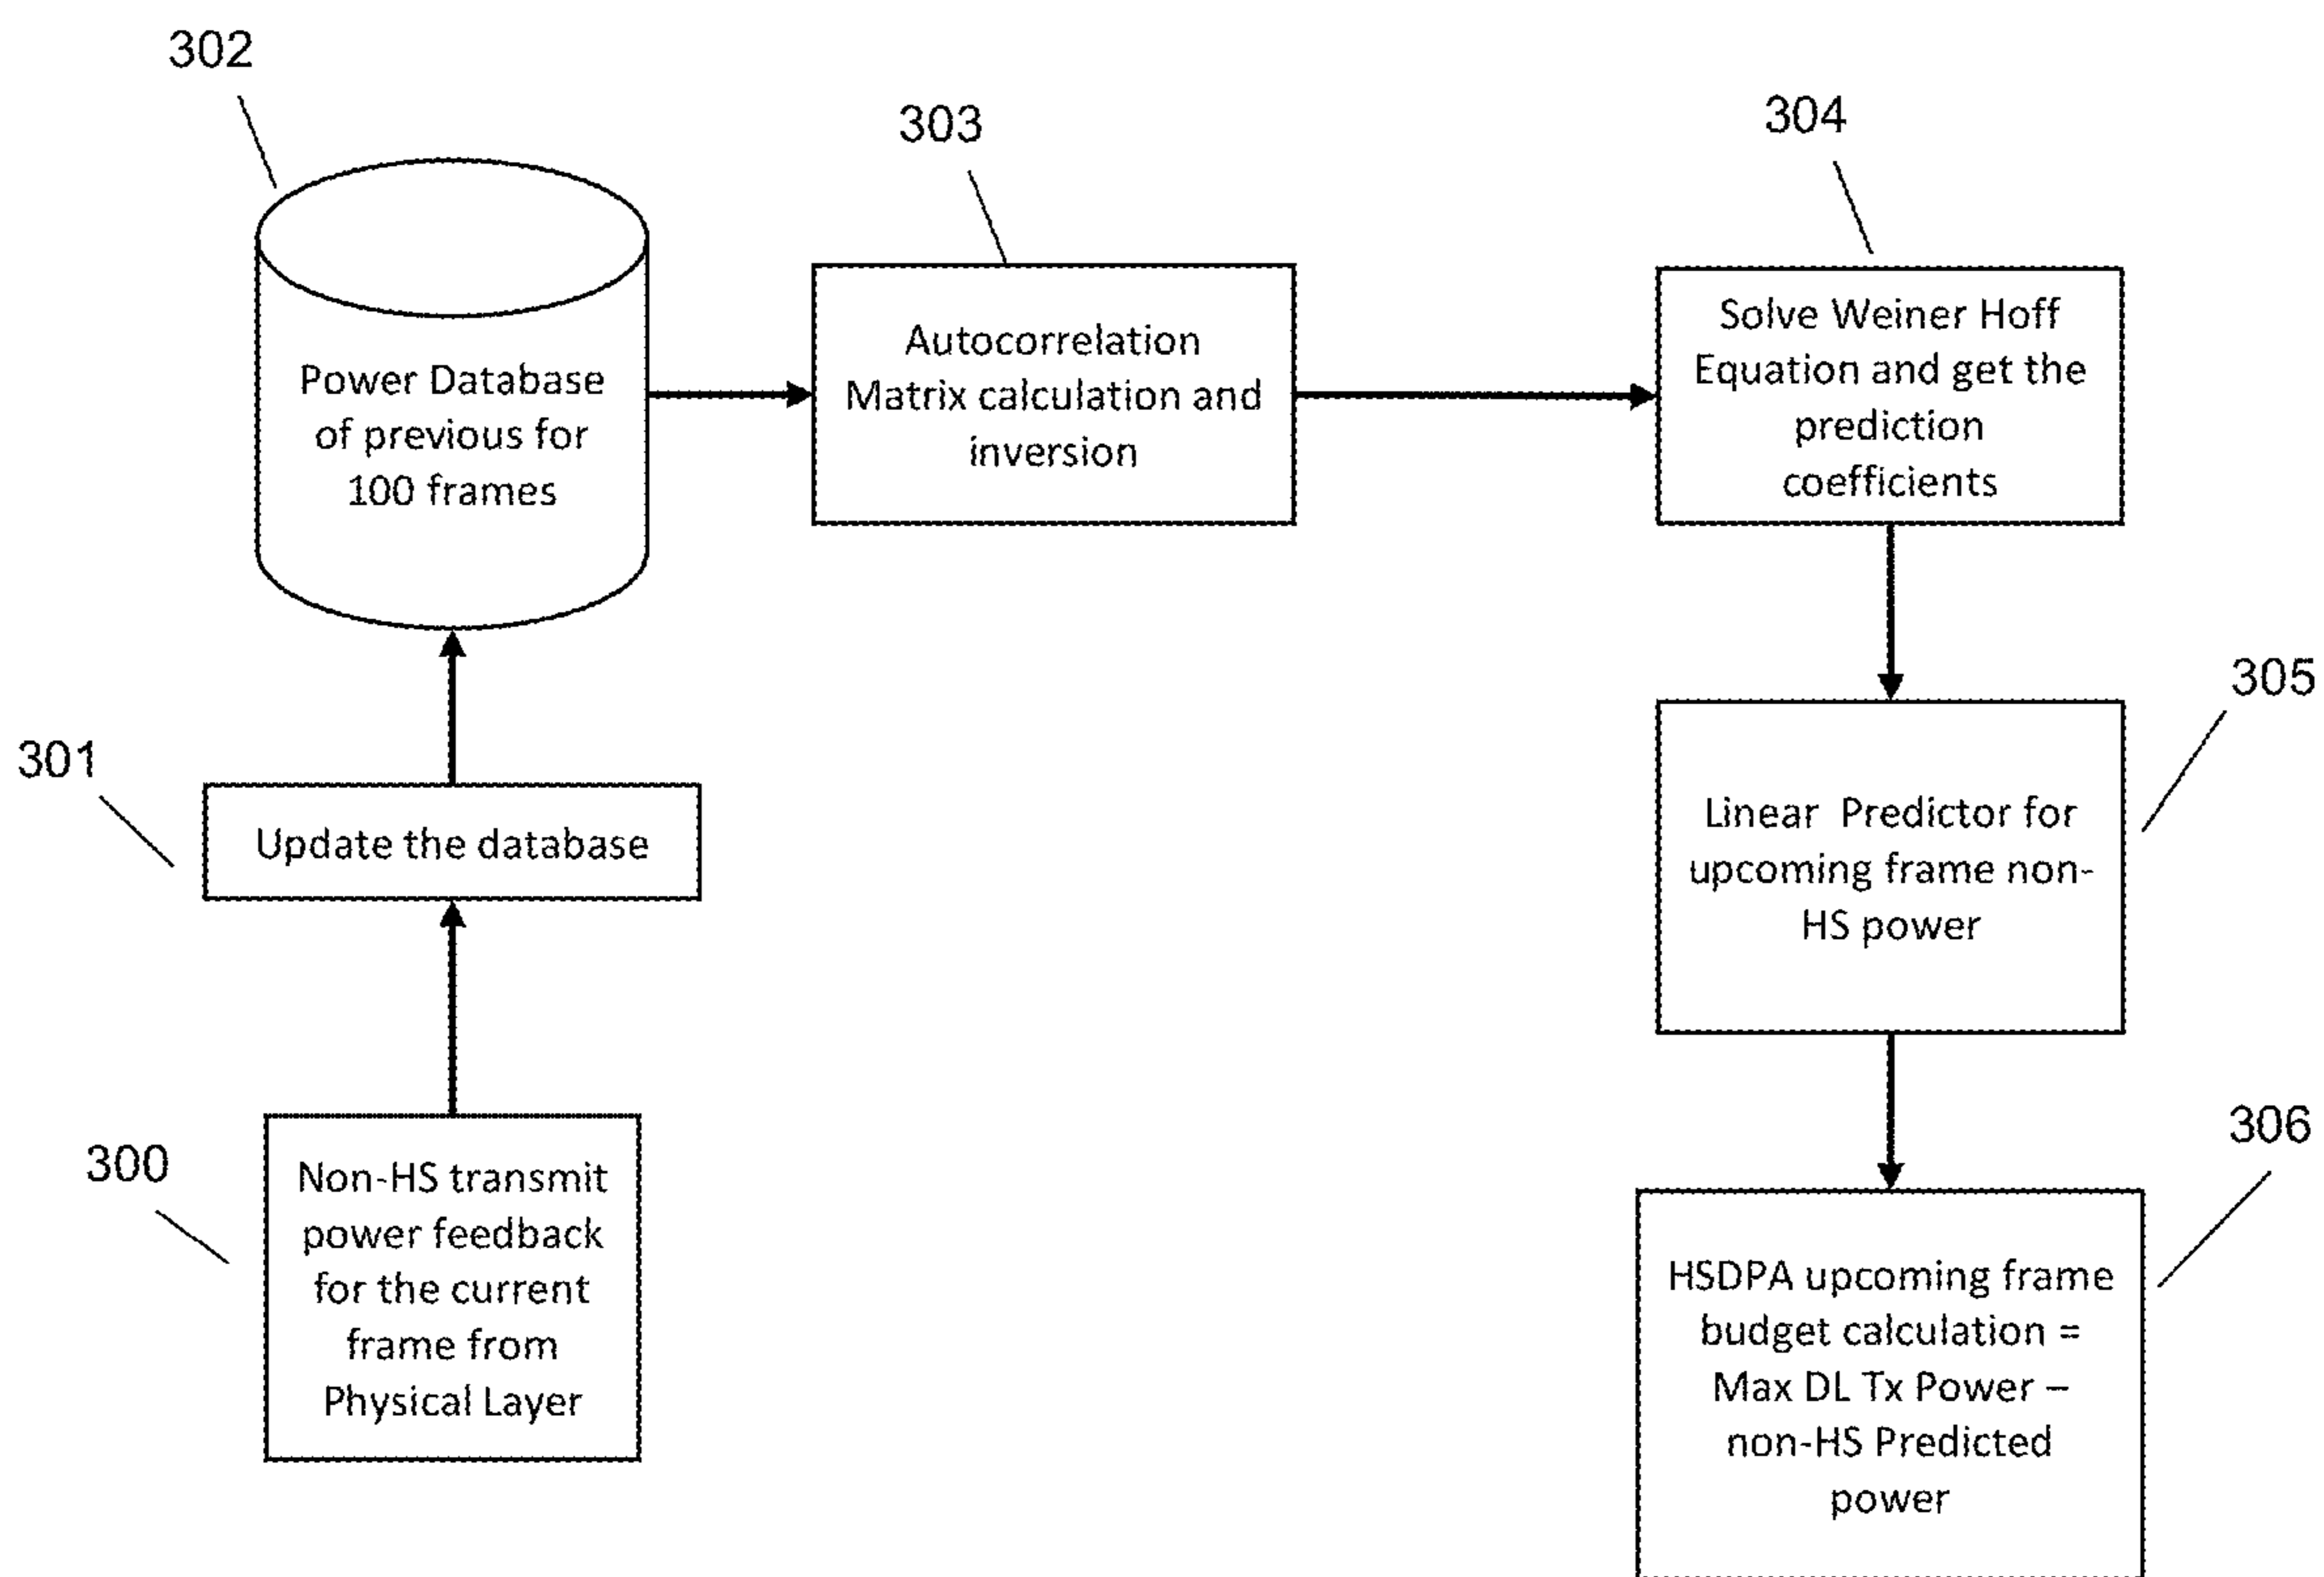 302
Power Database
of previous for
100 frames
303
Autocorrelation
Matrix calculation and
inversion
304
Solve Weiner Hoff
Equation and get the
prediction
coefficients
301
Update the database
305
Linear Predictor for
upcoming frame non-
HS power
300
Non-HS transmit
power feedback
for the current
frame from
Physical Layer
306
HSDPA upcoming frame
budget calculation =
Max DL Tx Power –
non-HS Predicted
power